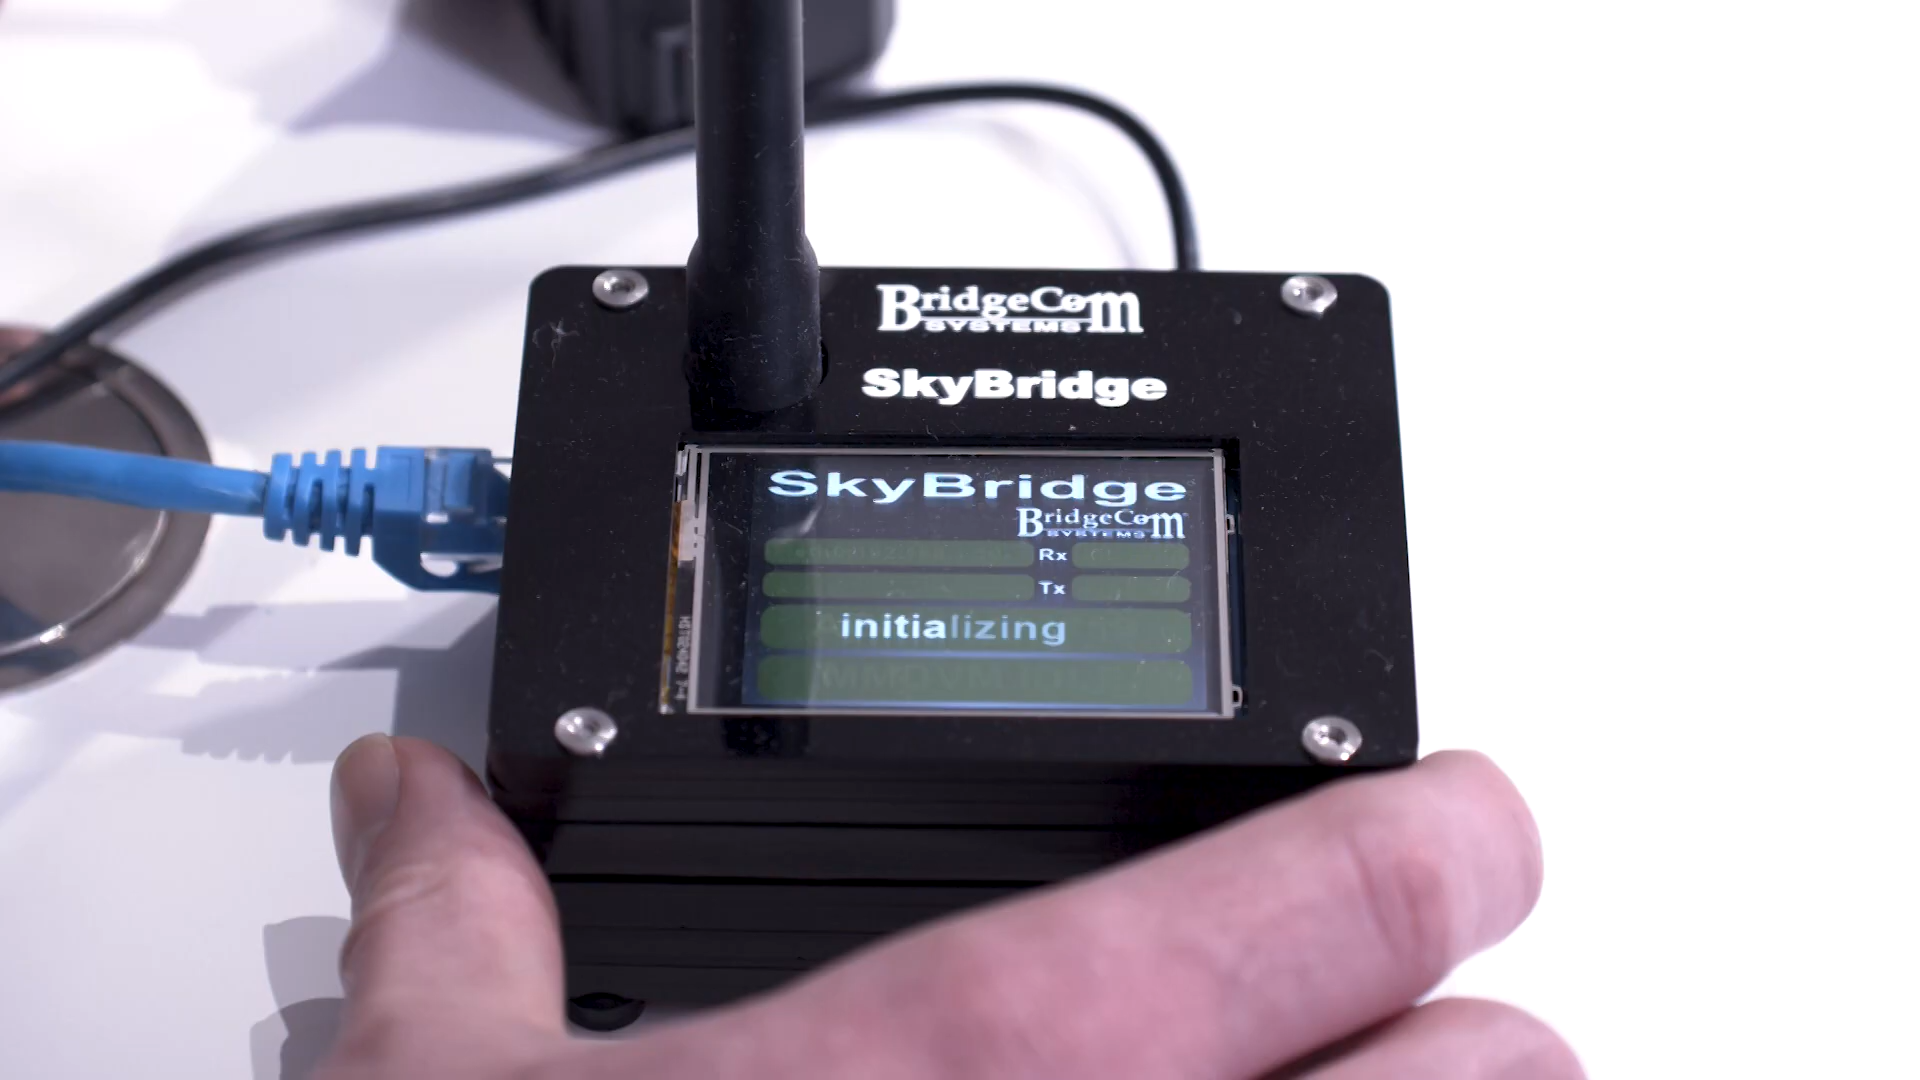 BridgeCom
SYSTEMS
SkyBridge
SkyBridge
BridgeCom
SYSTEMS
Rx
Tx
initializing